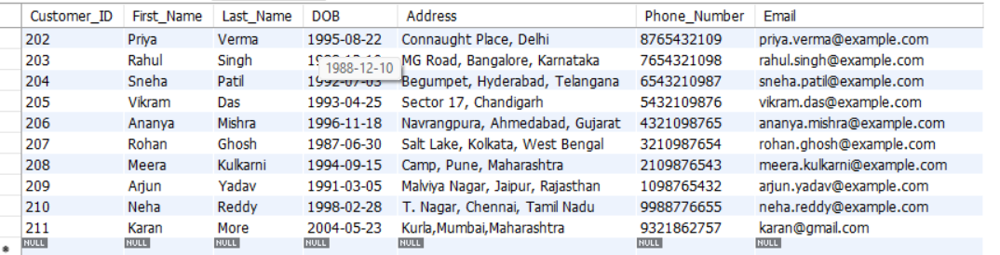 Customer_ID First_Name Last_Name DOB Address Phone_Number Email
202 Priya Verma 1995-08-22 Connaught Place, Delhi 8765432109 priya.verma@example.com
203 Rahul Singh 1988-12-10 MG Road, Bangalore, Karnataka 7654321098 rahul.singh@example.com
1988-12-10
204 Sneha Patil 1992-07-03 Begumpet, Hyderabad, Telangana 6543210987 sneha.patil@example.com
205 Vikram Das 1993-04-25 Sector 17, Chandigarh 5432109876 vikram.das@example.com
206 Ananya Mishra 1996-11-18 Navrangpura, Ahmedabad, Gujarat 4321098765 ananya.mishra@example.com
207 Rohan Ghosh 1987-06-30 Salt Lake, Kolkata, West Bengal 3210987654 rohan.ghosh@example.com
208 Meera Kulkarni 1994-09-15 Camp, Pune, Maharashtra 2109876543 meera.kulkarni@example.com
209 Arjun Yadav 1991-03-05 Malviya Nagar, Jaipur, Rajasthan 1098765432 arjun.yadav@example.com
210 Neha Reddy 1998-02-28 T. Nagar, Chennai, Tamil Nadu 9988776655 neha.reddy@example.com
211 Karan More 2004-05-23 Kurla,Mumbai,Maharashtra 9321862757 karan@gmail.com
NULL NULL NULL NULL NULL NULL NULL